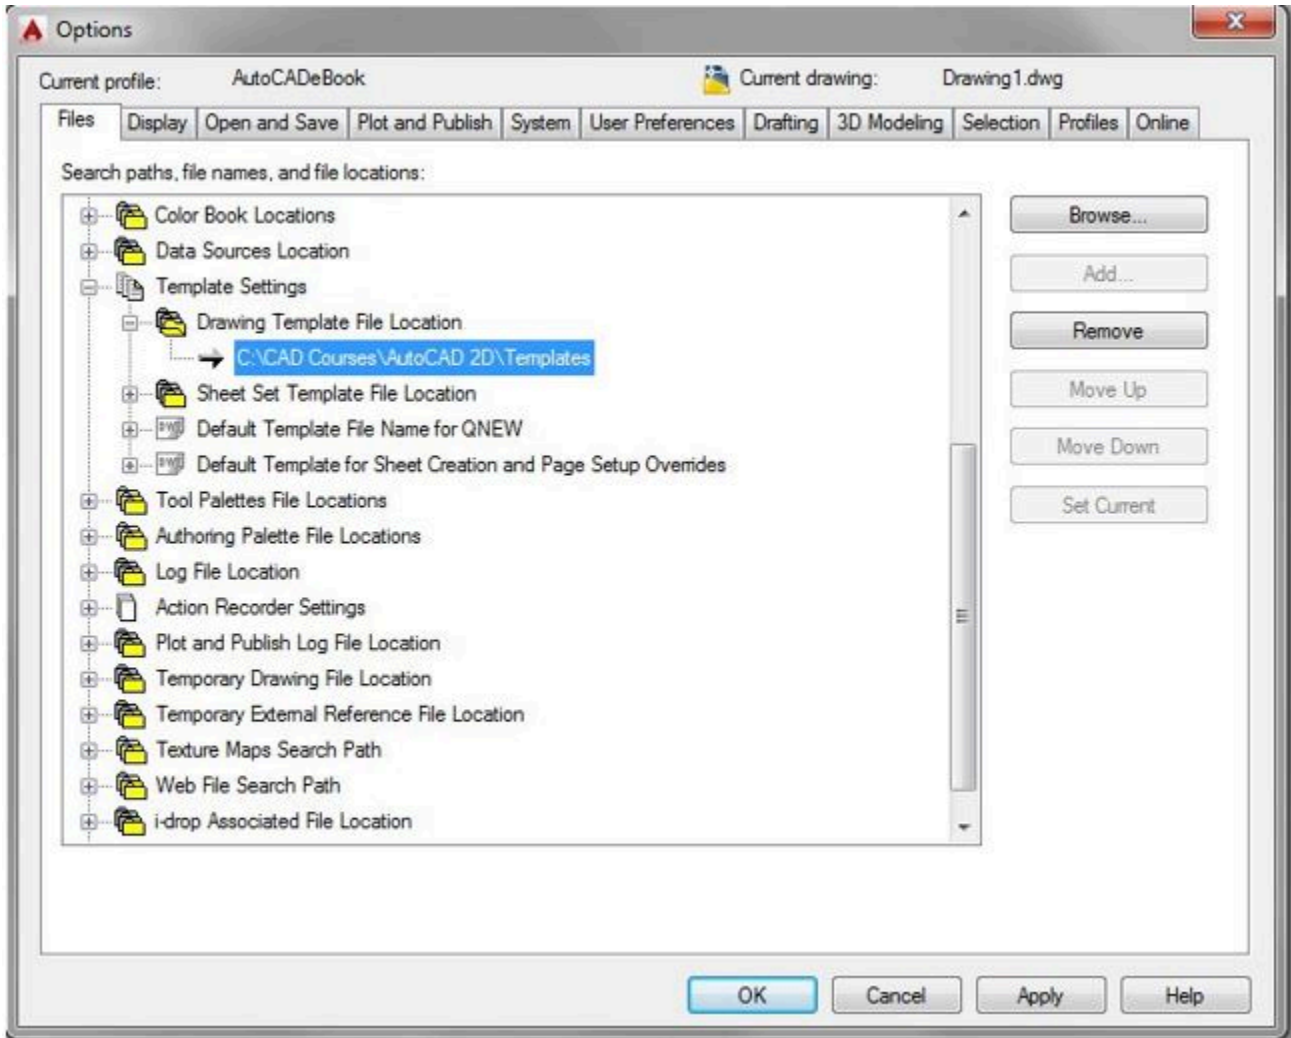 Options
Current profile: AutoCADeBook Current drawing: Drawing1.dwg
Files Display Open and Save Plot and Publish System User Preferences Drafting 3D Modeling Selection Profiles Online
Search paths, file names, and file locations:
Color Book Locations
Data Sources Location
Template Settings
Drawing Template File Location
C:\CAD Courses\AutoCAD 2D\Templates
Sheet Set Template File Location
Default Template File Name for QNEW
Default Template for Sheet Creation and Page Setup Overrides
Tool Palettes File Locations
Authoring Palette File Locations
Log File Location
Action Recorder Settings
Plot and Publish Log File Location
Temporary Drawing File Location
Temporary External Reference File Location
Texture Maps Search Path
Web File Search Path
i-drop Associated File Location
Browse...
Add...
Remove
Move Up
Move Down
Set Current
OK Cancel Apply Help